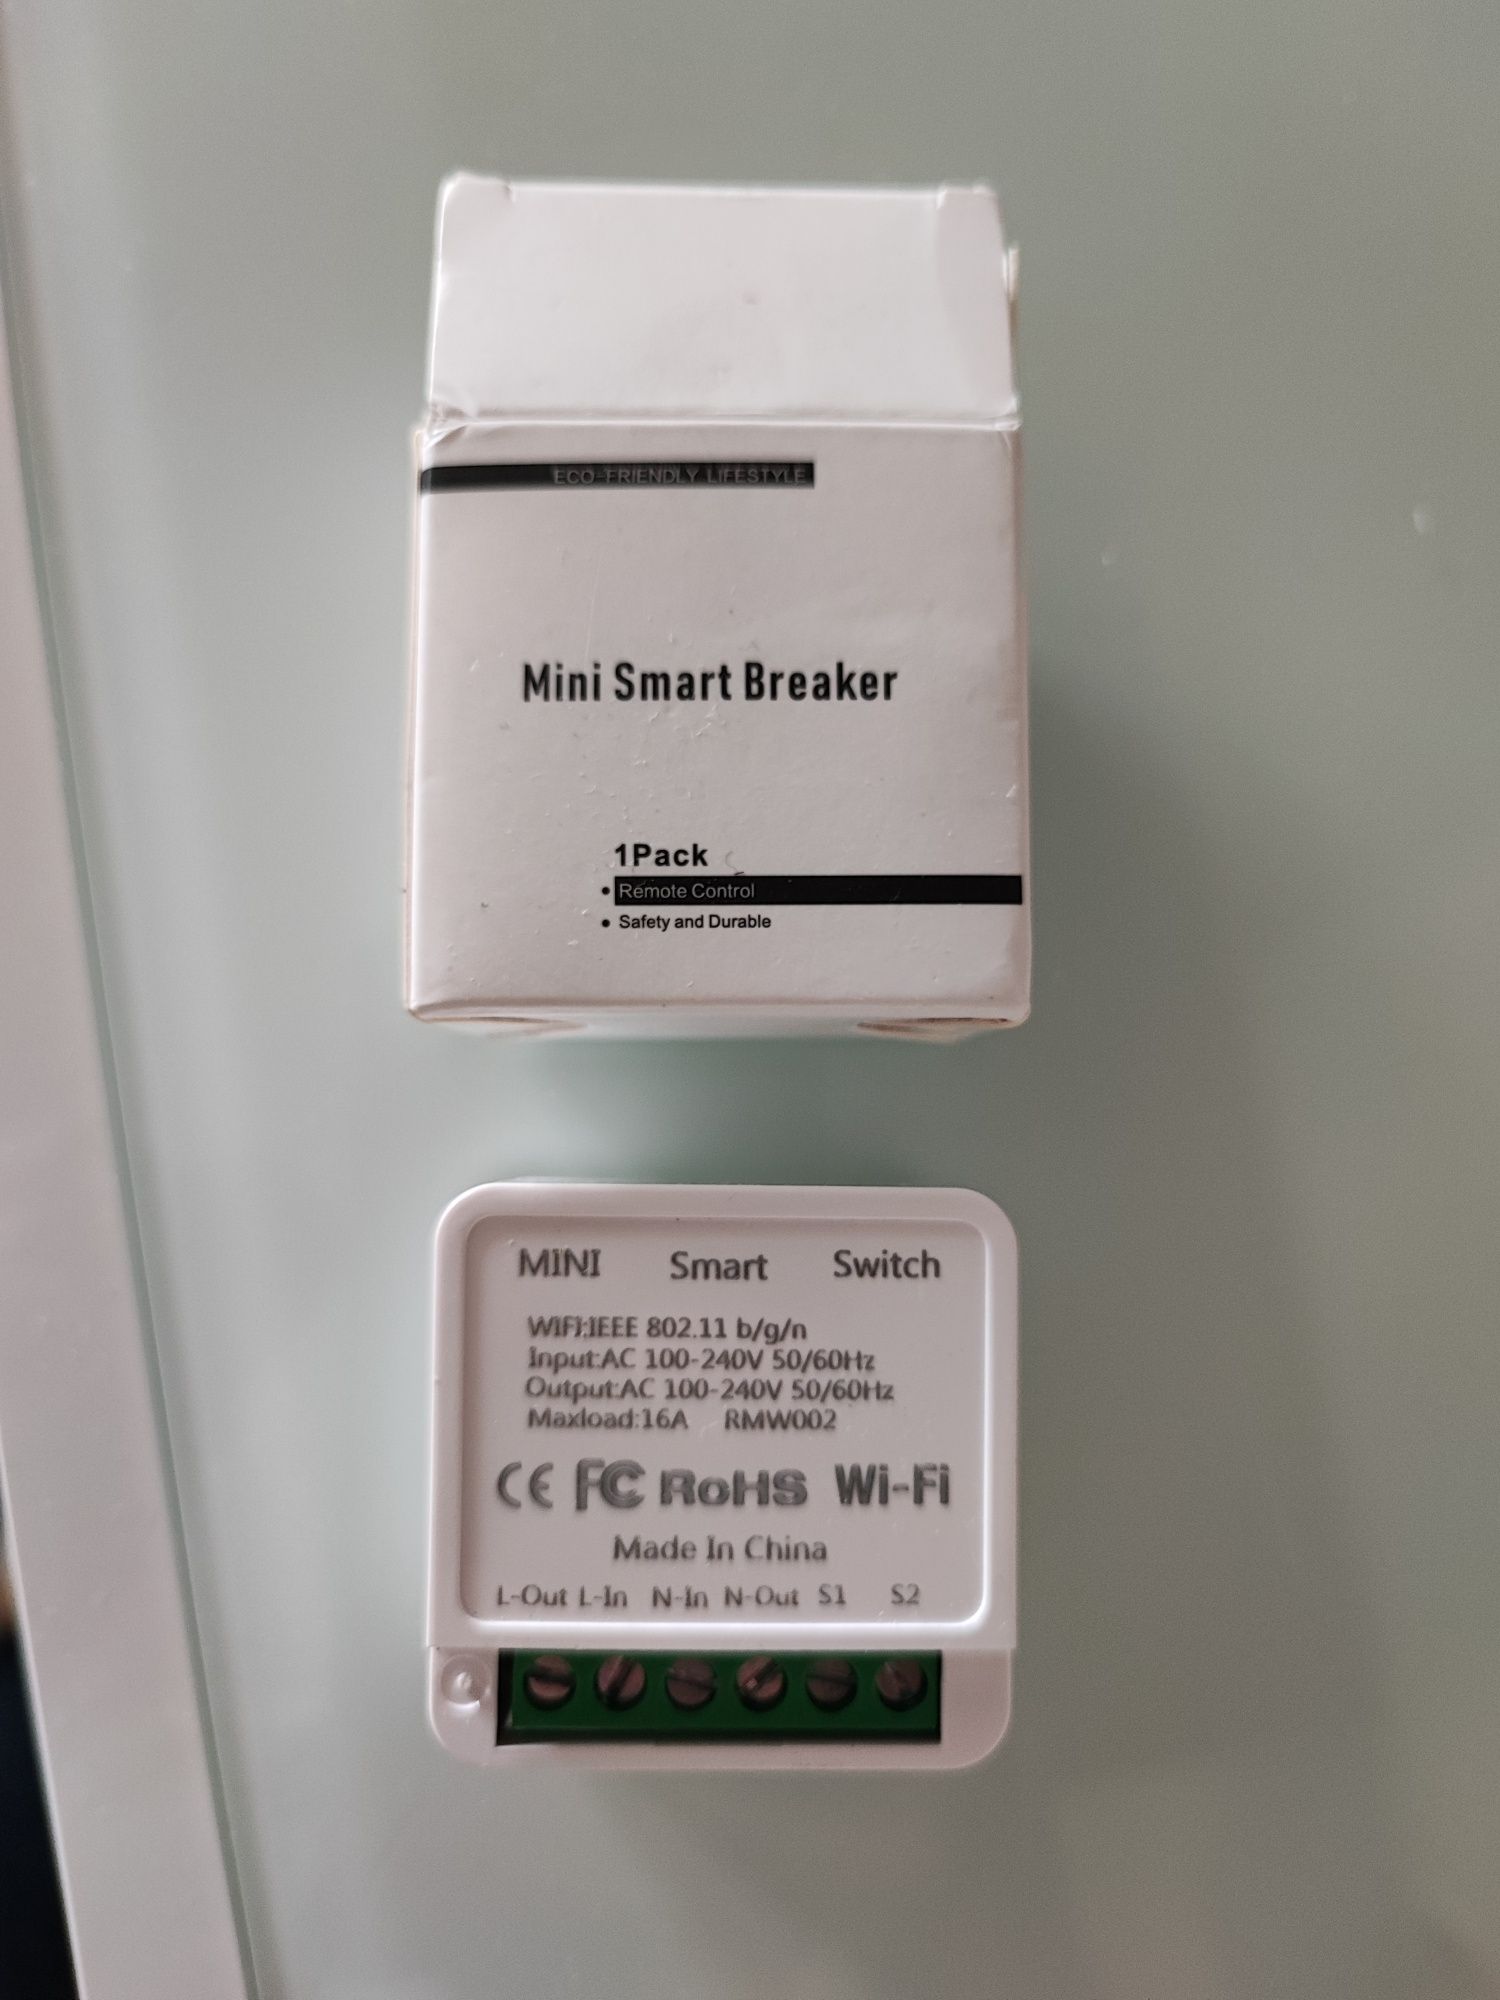 ECO-FRIENDLY LIFESTYLE
Mini Smart Breaker
1Pack
• Remote Control
• Safety and Durable
MINI Smart Switch
WIFI:IEEE 802.11 b/g/n
Input:AC 100-240V 50/60Hz
Output:AC 100-240V 50/60Hz
Maxload:16A RMW002
CE FC RoHS Wi-Fi
Made In China
L-Out L-In N-In N-Out S1 S2